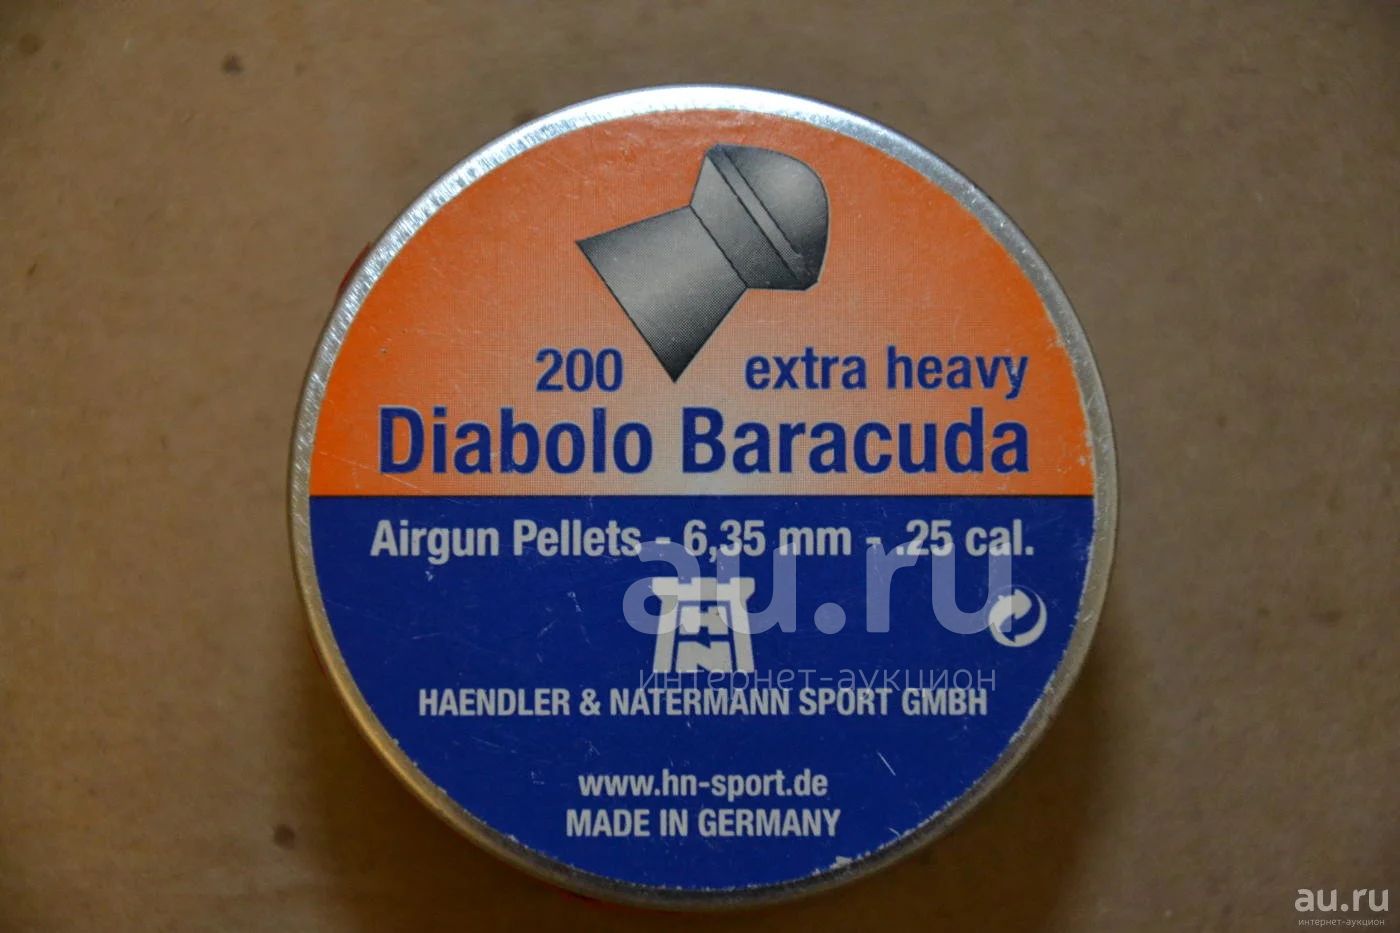 200 extra heavy
Diabolo Baracuda
Airgun Pellets - 6,35 mm - .25 cal.
au.ru
HN
интернет-аукцион
HAENDLER & NATERMANN SPORT GMBH
www.hn-sport.de
MADE IN GERMANY
au.ru
интернет-аукцион